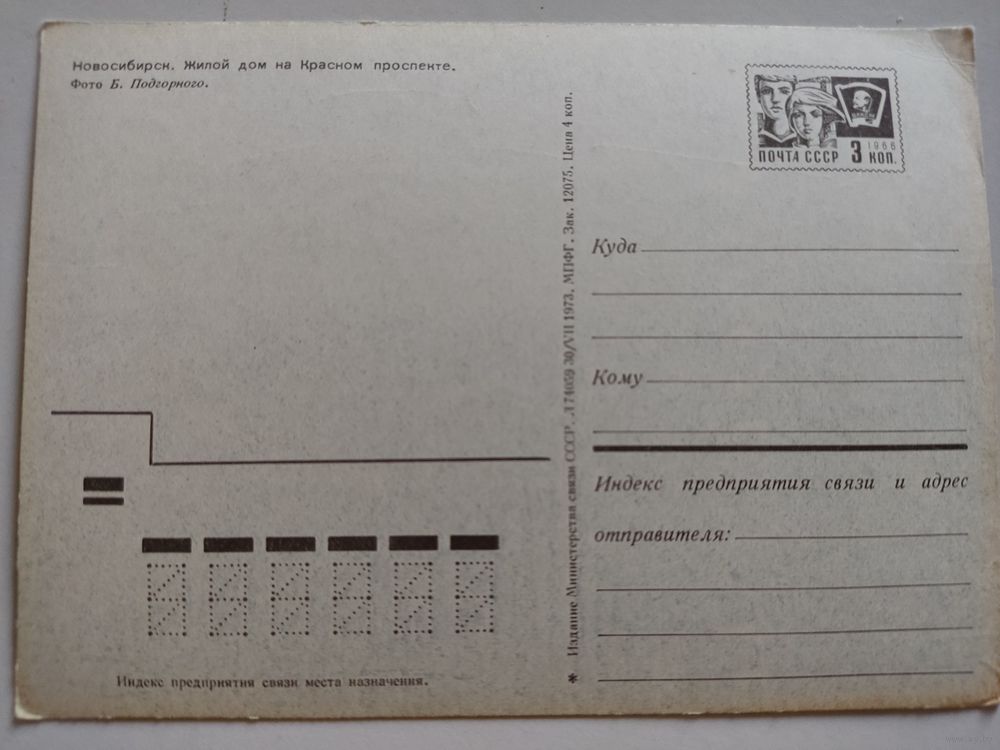 Новосибирск. Жилой дом на Красном проспекте.
Фото Б. Подгорного.
ПОЧТА СССР 3 1966 КОП.
Издание Министерства связи СССР. Л 74059 30/VII 1973. МПФГ. Зак. 12075. Цена 4 коп.
Куда
Кому
Индекс предприятия связи и адрес
отправителя:
Индекс предприятия связи места назначения.
*